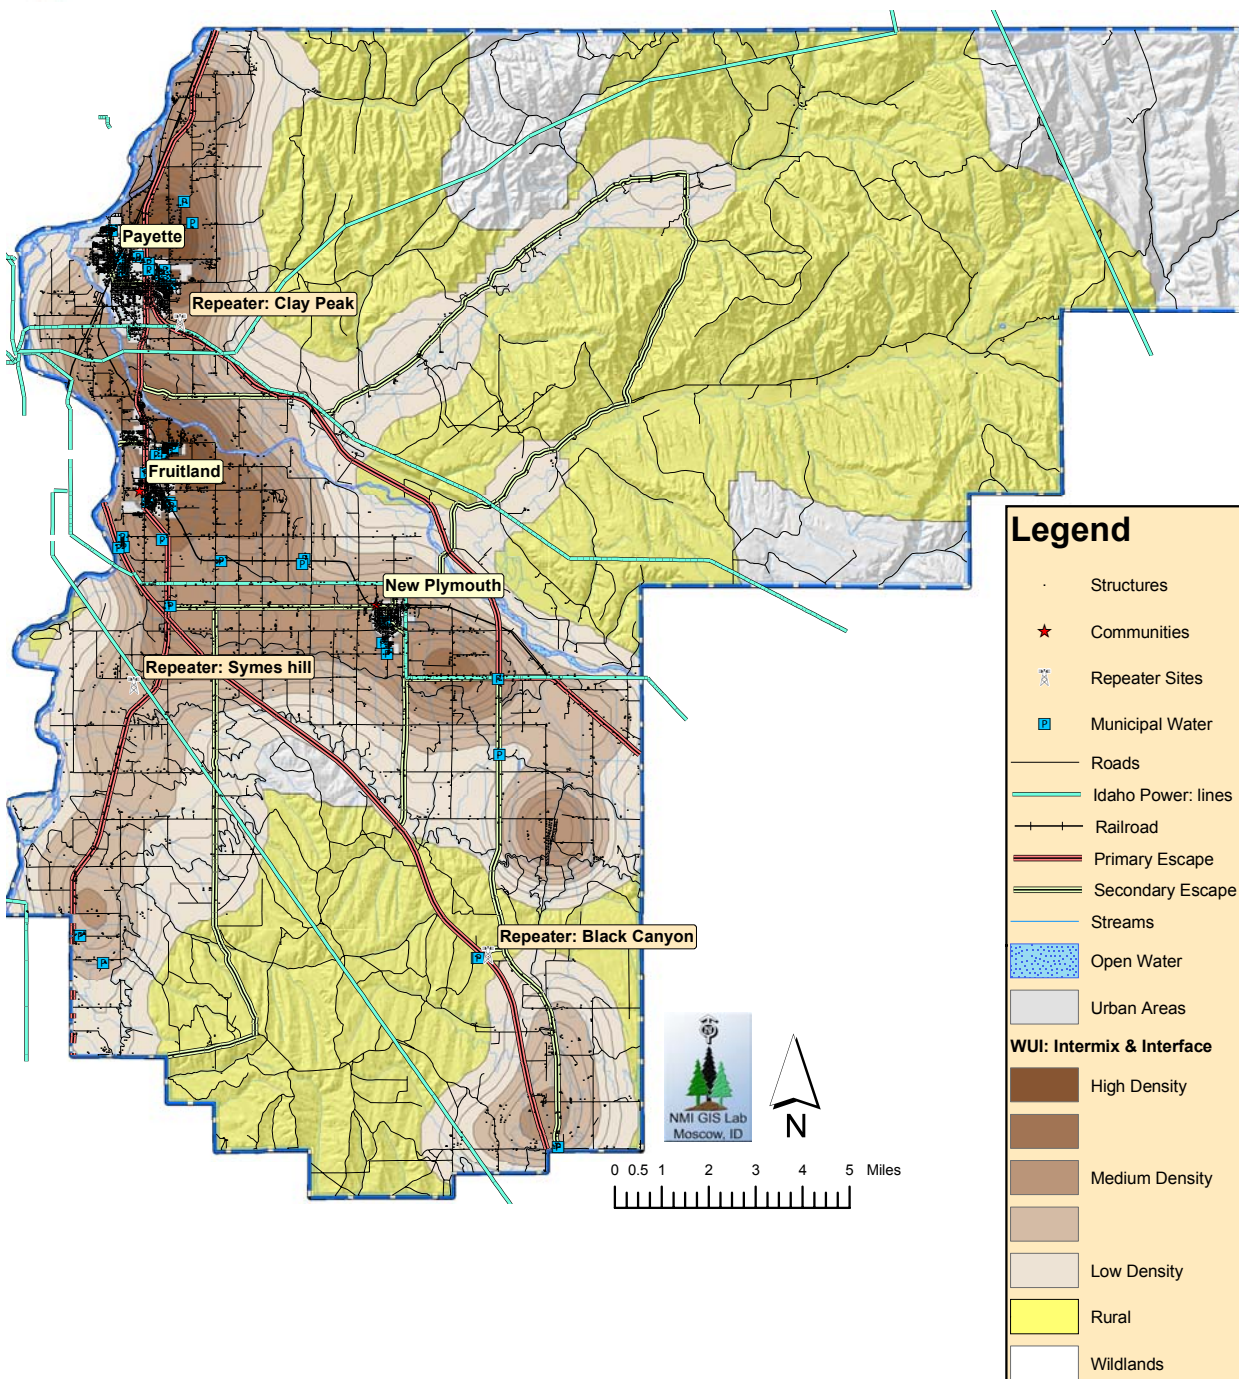 Payette
Repeater: Clay Peak
Fruitland
New Plymouth
Repeater: Symes hill
Repeater: Black Canyon
NMI GIS Lab
Moscow, ID
N
0 0.5 1 2 3 4 5 Miles
Legend
Structures
Communities
Repeater Sites
P Municipal Water
Roads
Idaho Power: lines
Railroad
Primary Escape
Secondary Escape
Streams
Open Water
Urban Areas
WUI: Intermix & Interface
High Density
Medium Density
Low Density
Rural
Wildlands